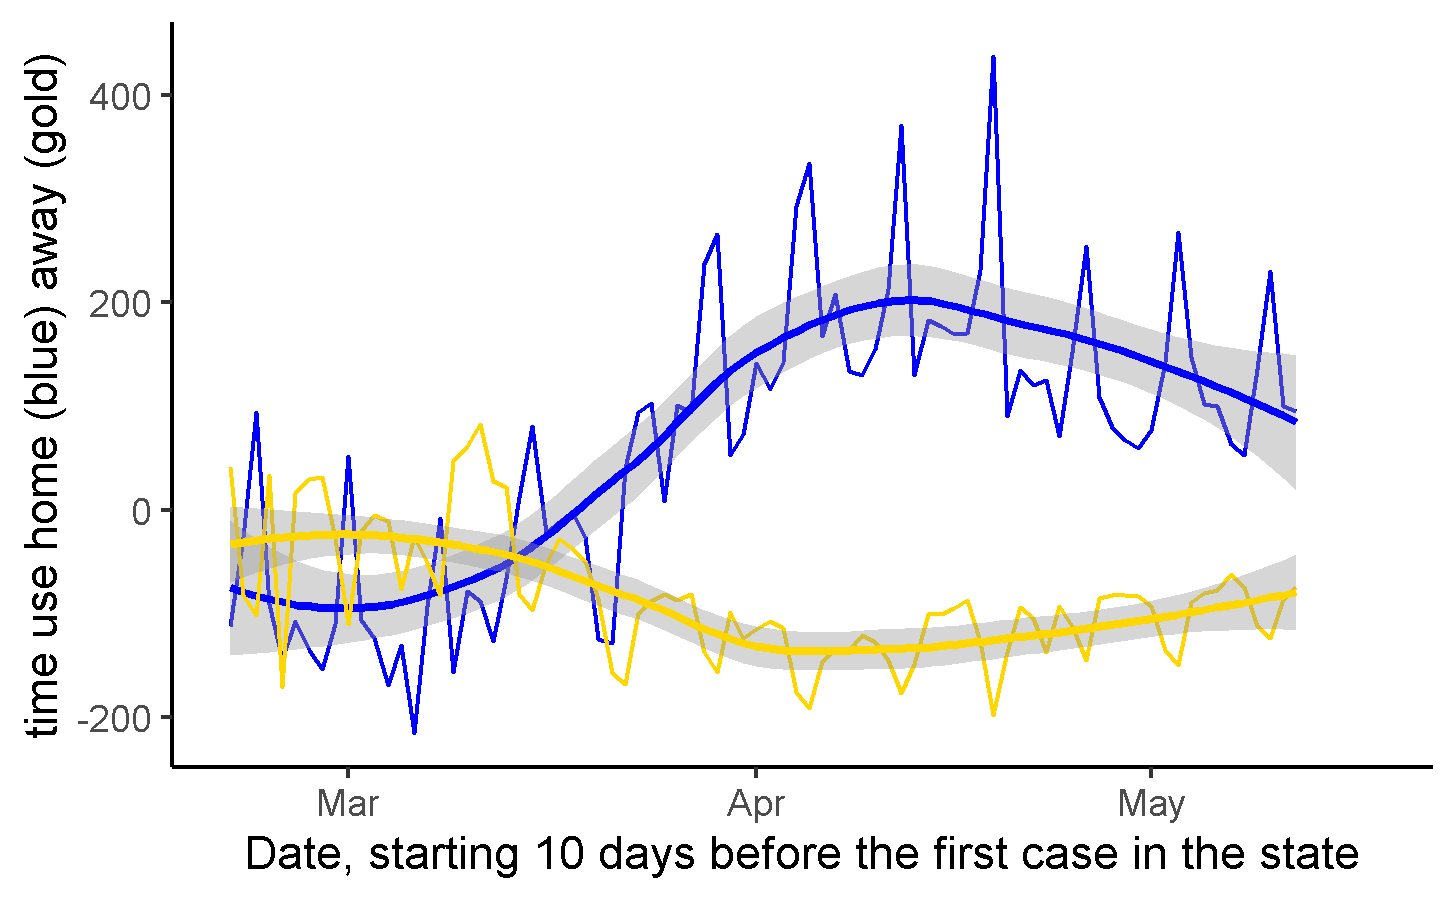 time use home (blue) away (gold)
400
200
0
-200
Mar
Apr
May
Date, starting 10 days before the first case in the state